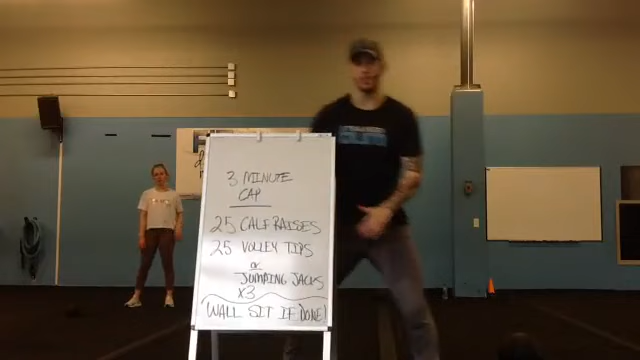 3 MINUTE
CAP
25 CALF RAISES
25 VOLLEY TIPS
or
JUMPING JACKS
x3
WALL SIT IF DONE!